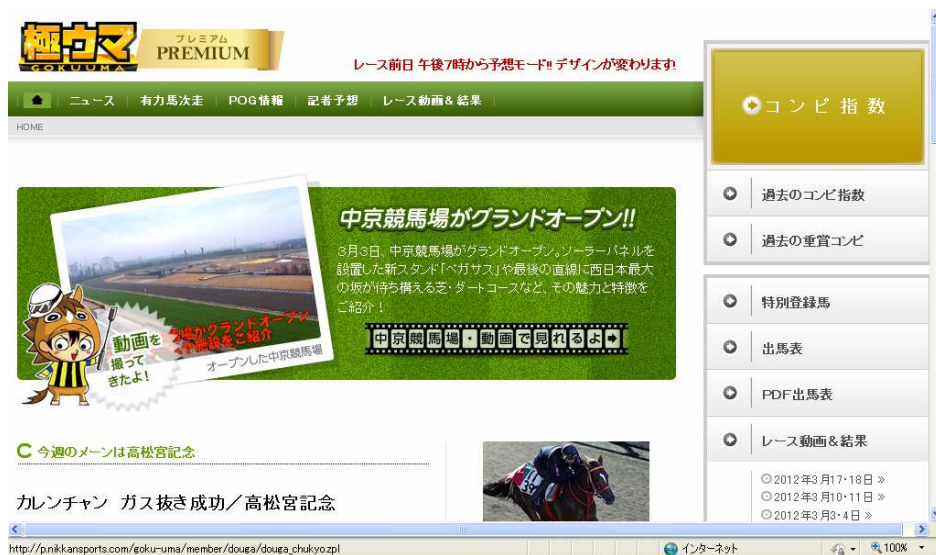 極ウマ
GOKUUMA
プレミアム
PREMIUM
レース前日 午後7時から予想モード!! デザインが変わります!
ニュース
有力馬次走
POG情報
記者予想
レース動画&結果
HOME
中京競馬場がグランドオープン!!
3月3日、中京競馬場がグランドオープン。ソーラーパネルを
設置した新スタンド「ペガサス」や最後の直線に西日本最大
の坂が待ち構える芝・ダートコースなど、その魅力と特徴を
ご紹介!
中京競馬場・動画で見れるよ
動画を
撮って
きたよ!
場がグランドオープン
施設をご紹介
オープンした中京競馬場
C 今週のメーンは高松宮記念
カレンチャン ガス抜き成功/高松宮記念
コンピ指数
過去のコンピ指数
過去の重賞コンピ
特別登録馬
出馬表
PDF出馬表
レース動画&結果
2012年3月17・18日 »
2012年3月10・11日 »
2012年3月3・4日 »
http://p.nikkansports.com/goku-uma/member/douga/douga_chukyo.zpl
インターネット
100%